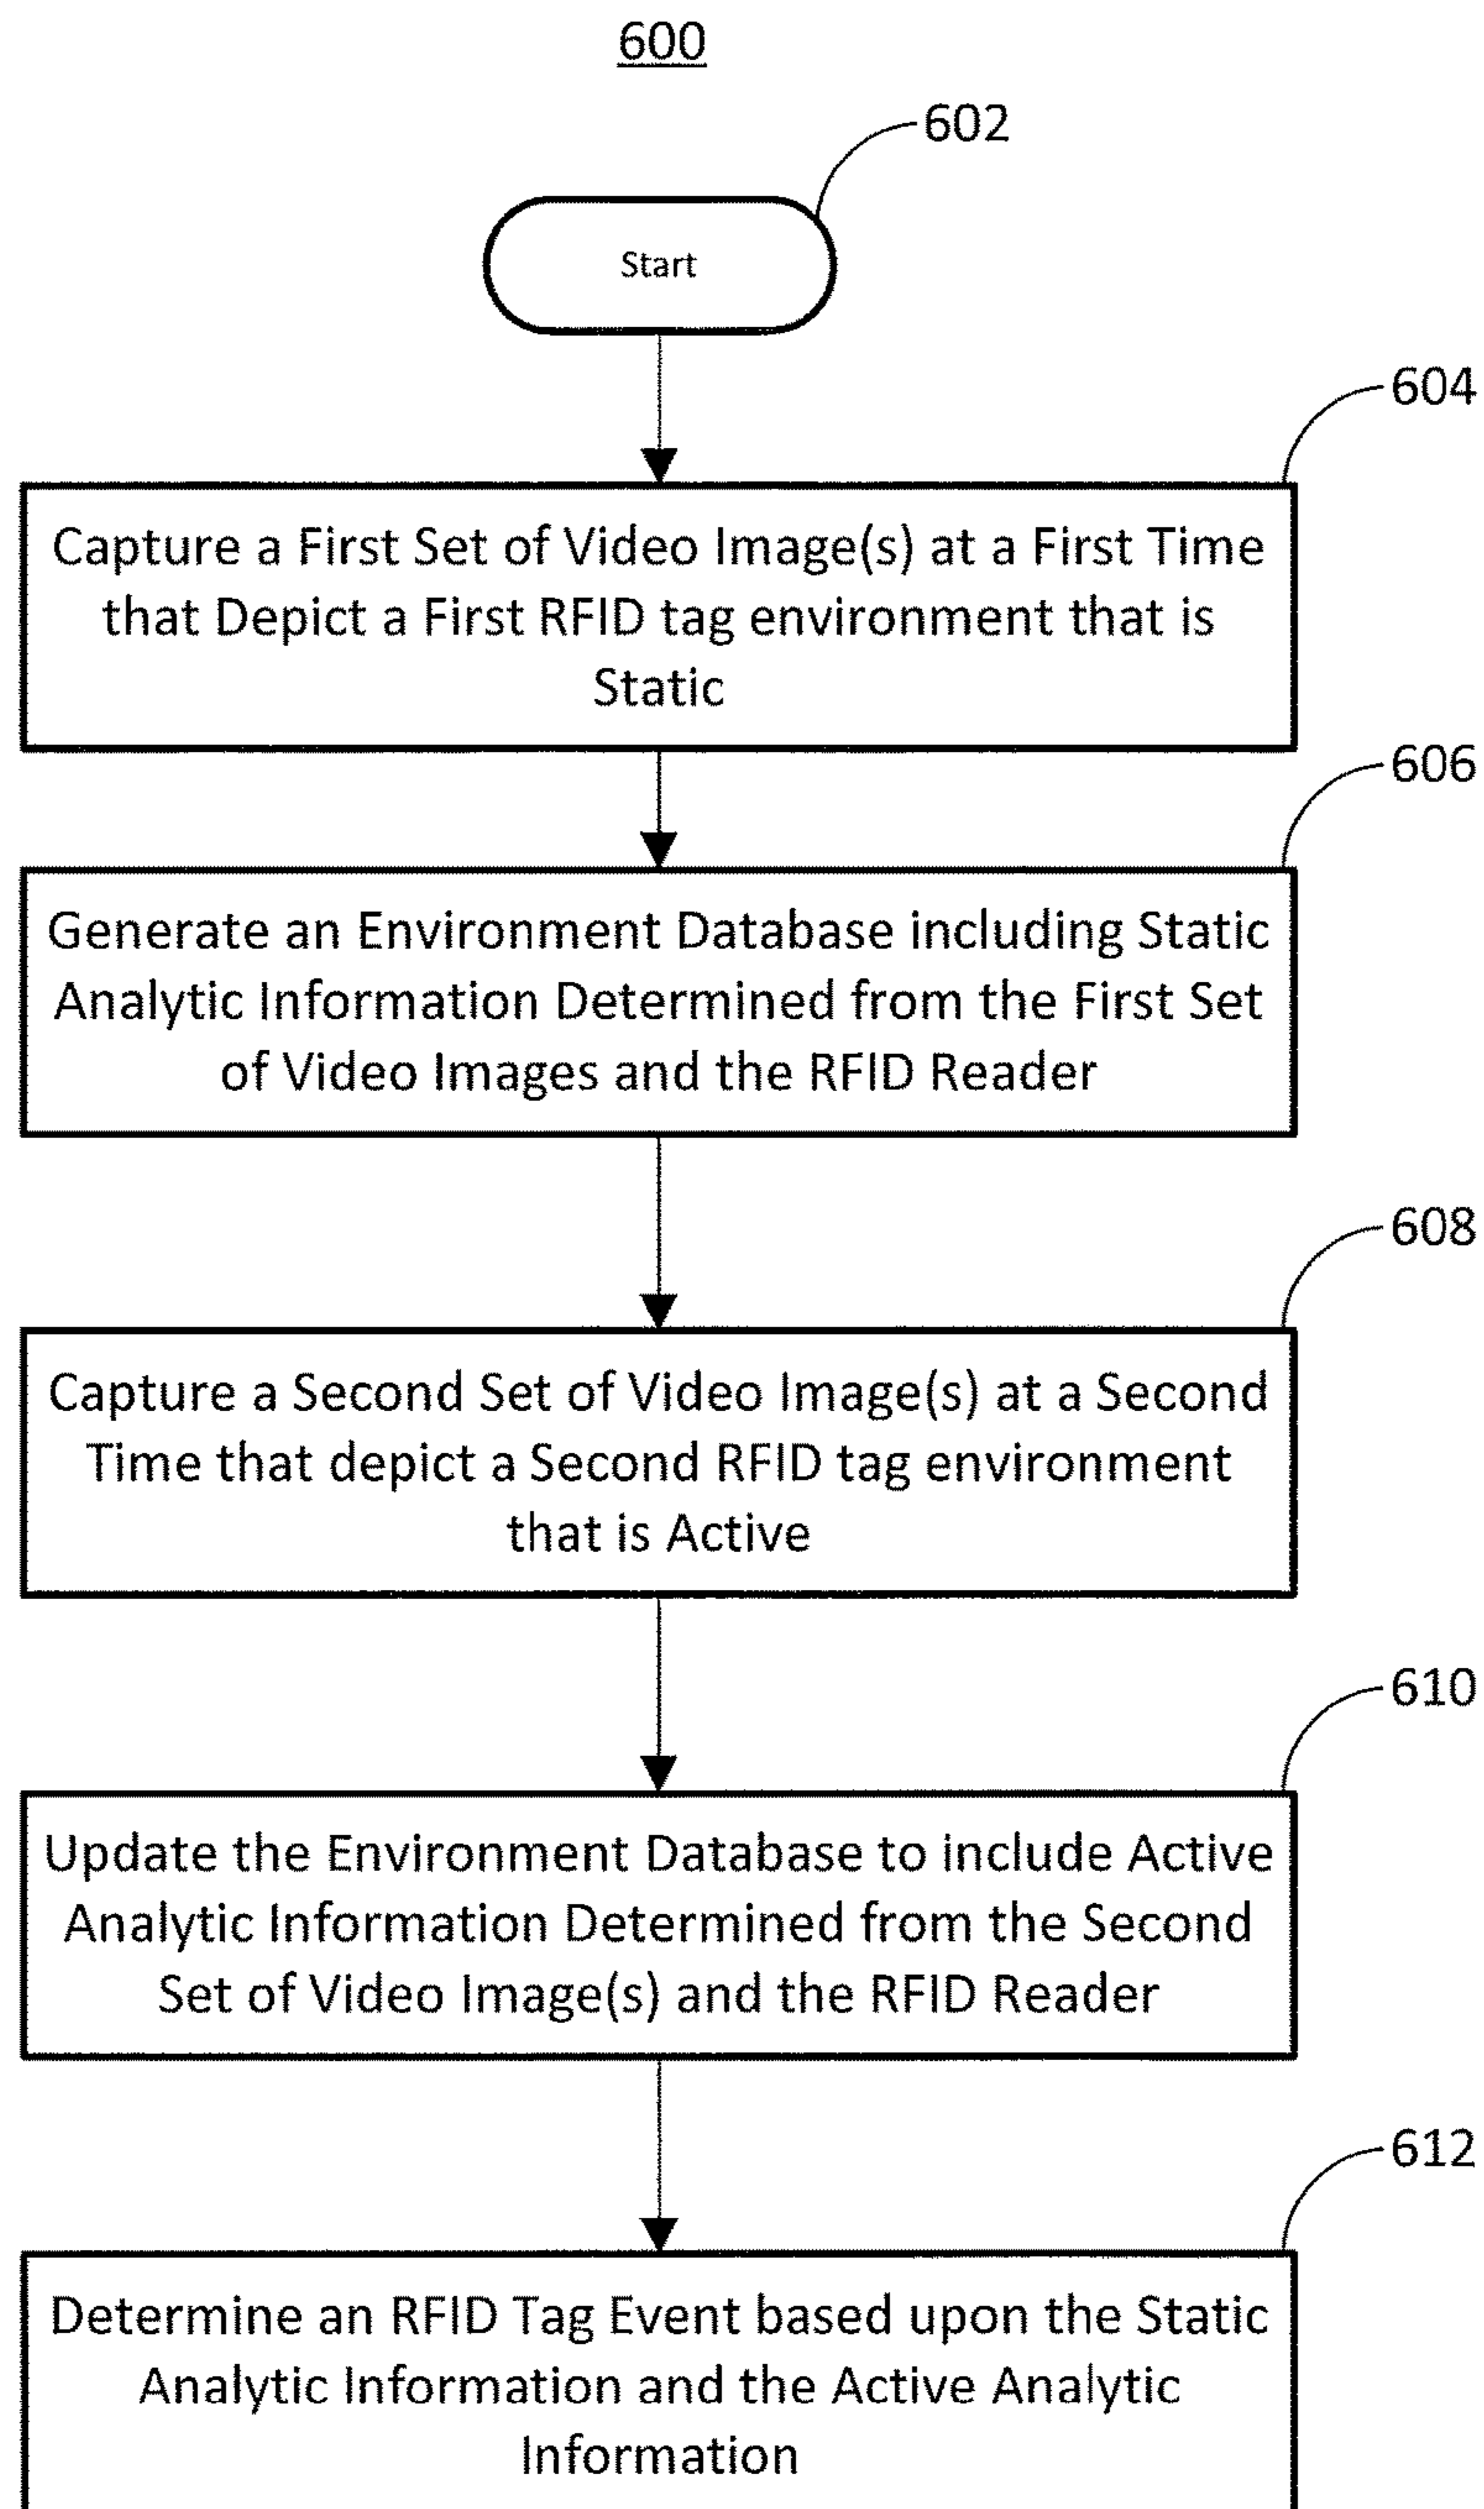 600
602
Start
604
Capture a First Set of Video Image(s) at a First Time
that Depict a First RFID tag environment that is
Static
606
Generate an Environment Database including Static
Analytic Information Determined from the First Set
of Video Images and the RFID Reader
608
Capture a Second Set of Video Image(s) at a Second
Time that depict a Second RFID tag environment
that is Active
610
Update the Environment Database to include Active
Analytic Information Determined from the Second
Set of Video Image(s) and the RFID Reader
612
Determine an RFID Tag Event based upon the Static
Analytic Information and the Active Analytic
Information